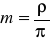 m = ρ/π